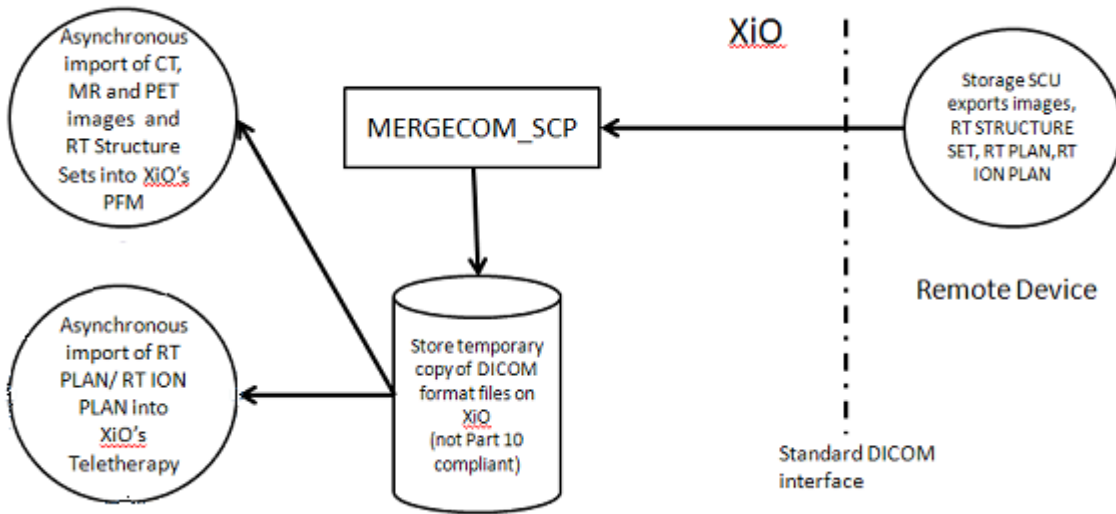 Asynchronous
import of CT,
MR and PET
images and
RT Structure
Sets into XiO's
PFM
XiO
MERGECOM_SCP
Storage SCU
exports images,
RT STRUCTURE
SET, RT PLAN,RT
ION PLAN
Remote Device
Asynchronous
import of RT
PLAN/ RT ION
PLAN into
XiO's
Teletherapy
Store temporary
copy of DICOM
format files on
XiO
(not Part 10
compliant)
Standard DICOM
interface